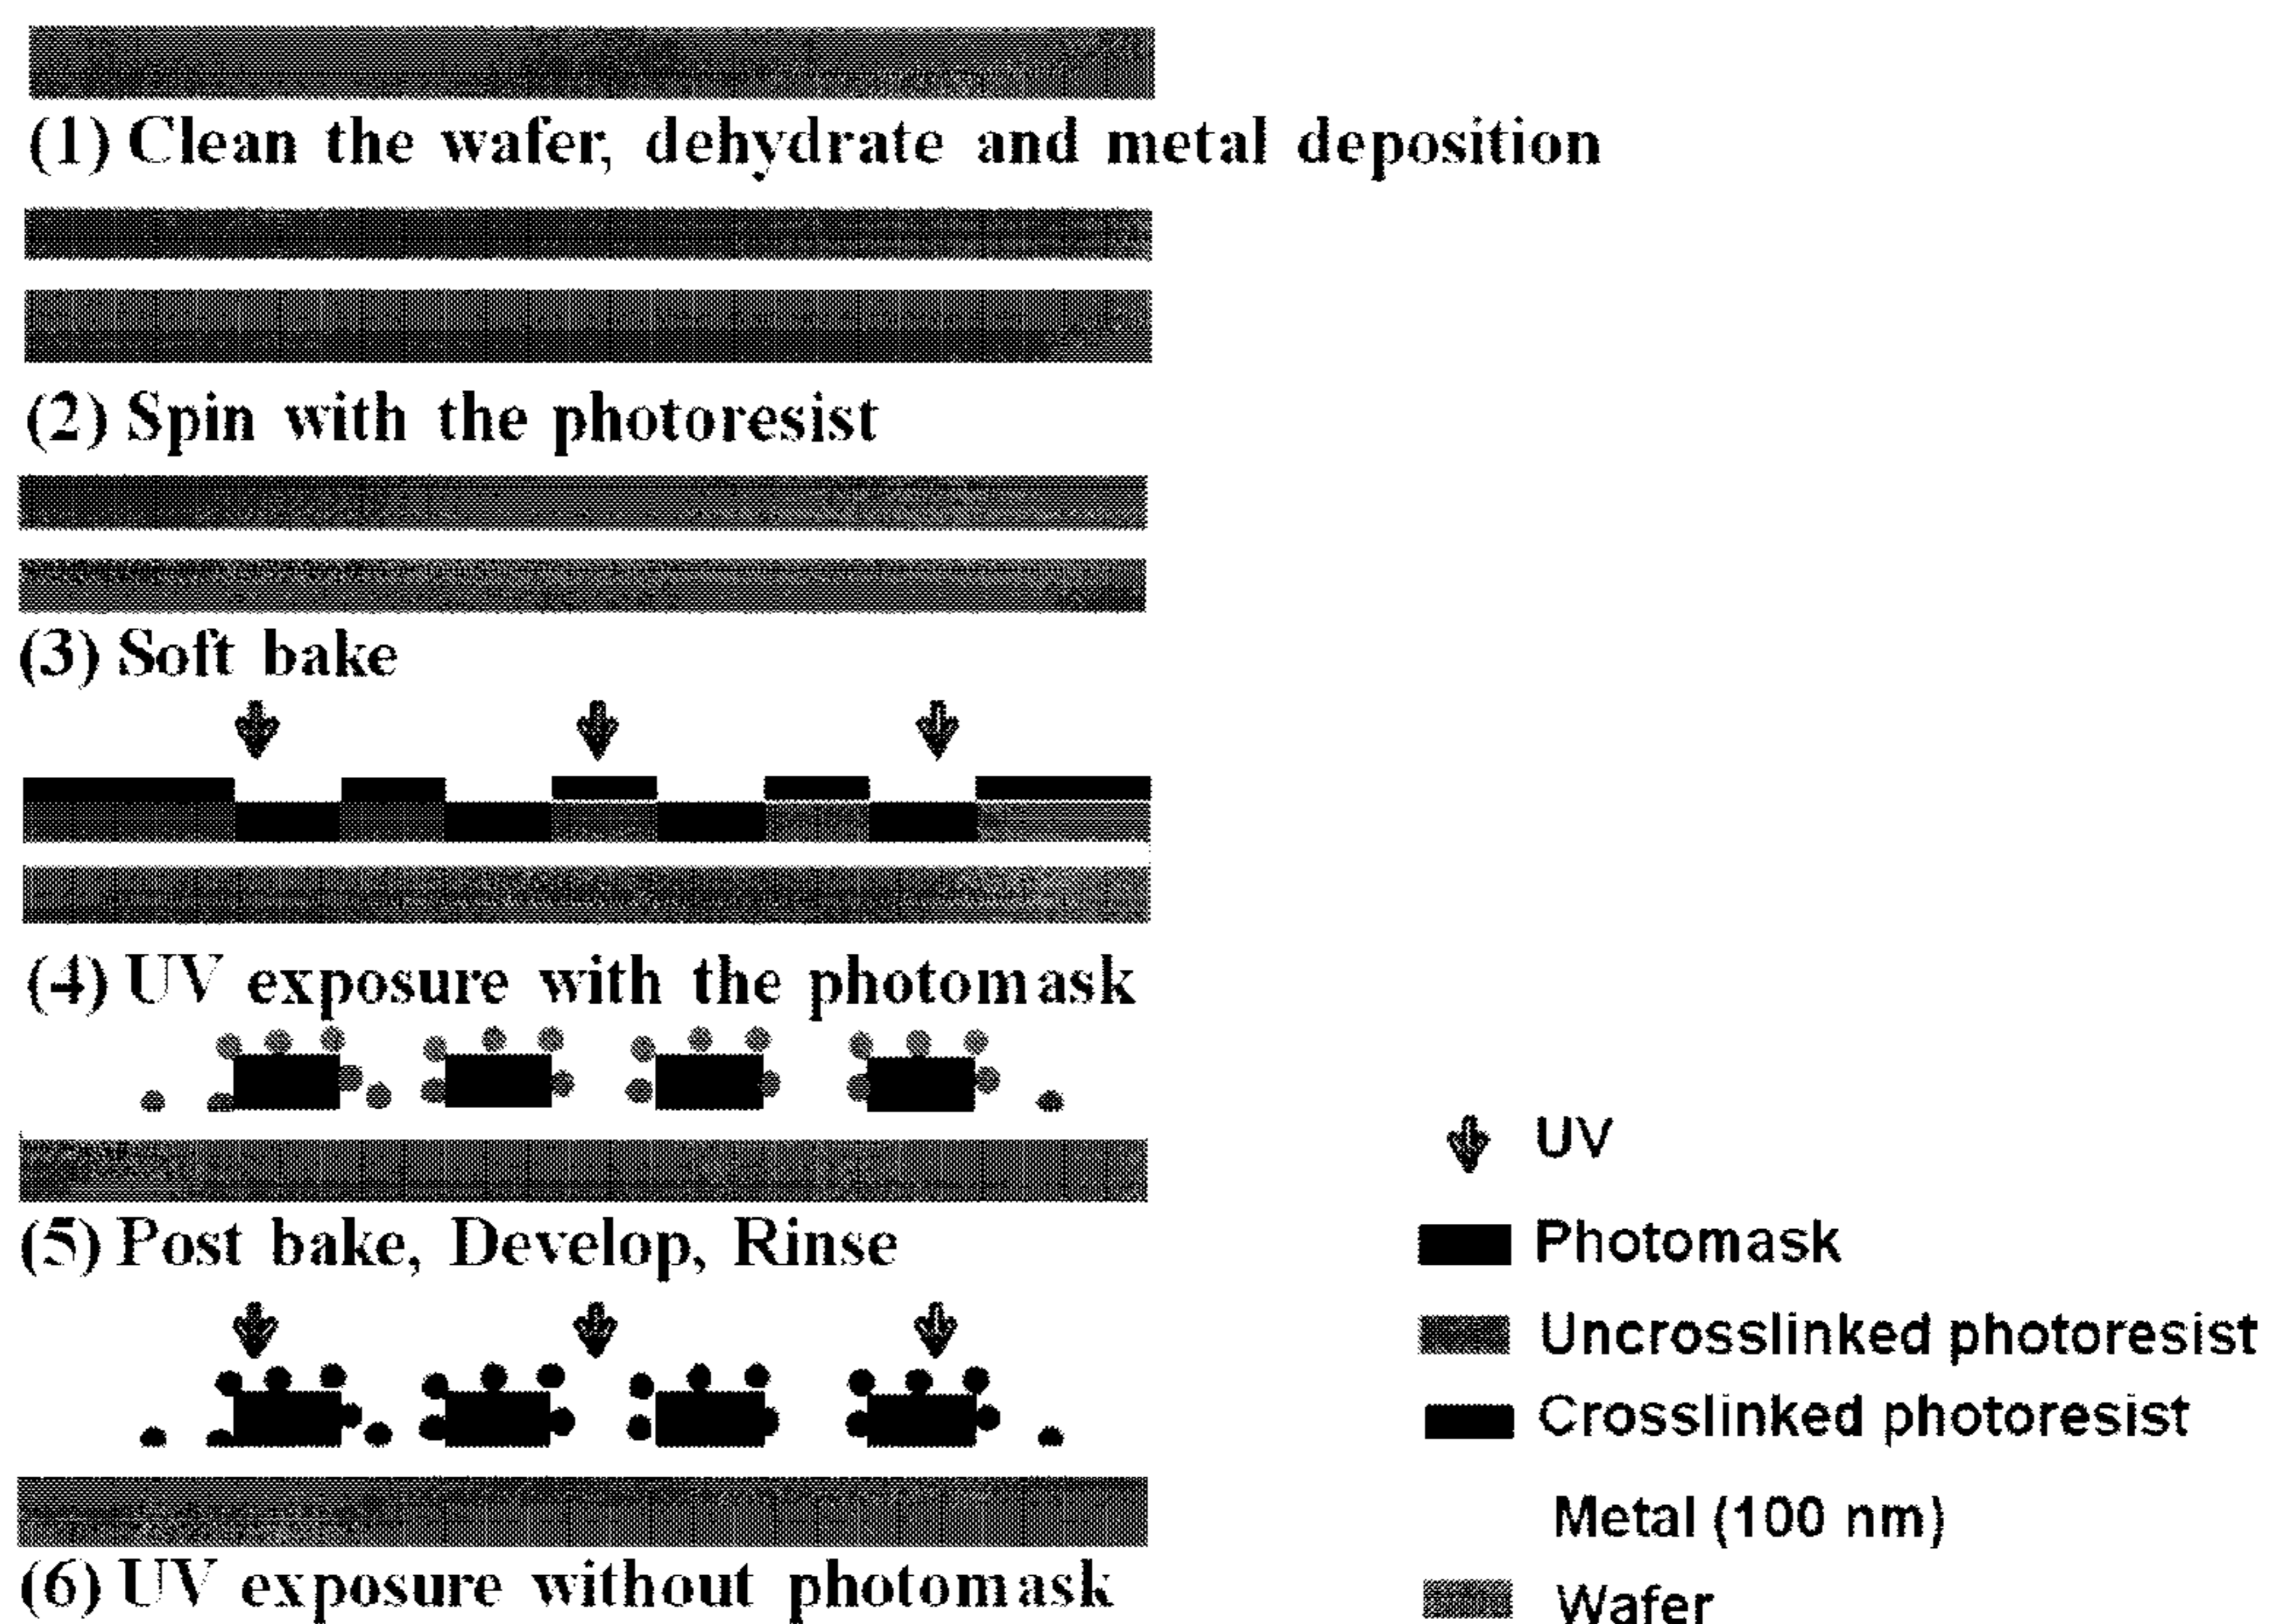 (1) Clean the wafer, dehydrate and metal deposition
(2) Spin with the photoresist
(3) Soft bake
(4) UV exposure with the photomask
(5) Post bake, Develop, Rinse
(6) UV exposure without photomask
UV
Photomask
Uncrosslinked photoresist
Crosslinked photoresist
Metal (100 nm)
Wafer